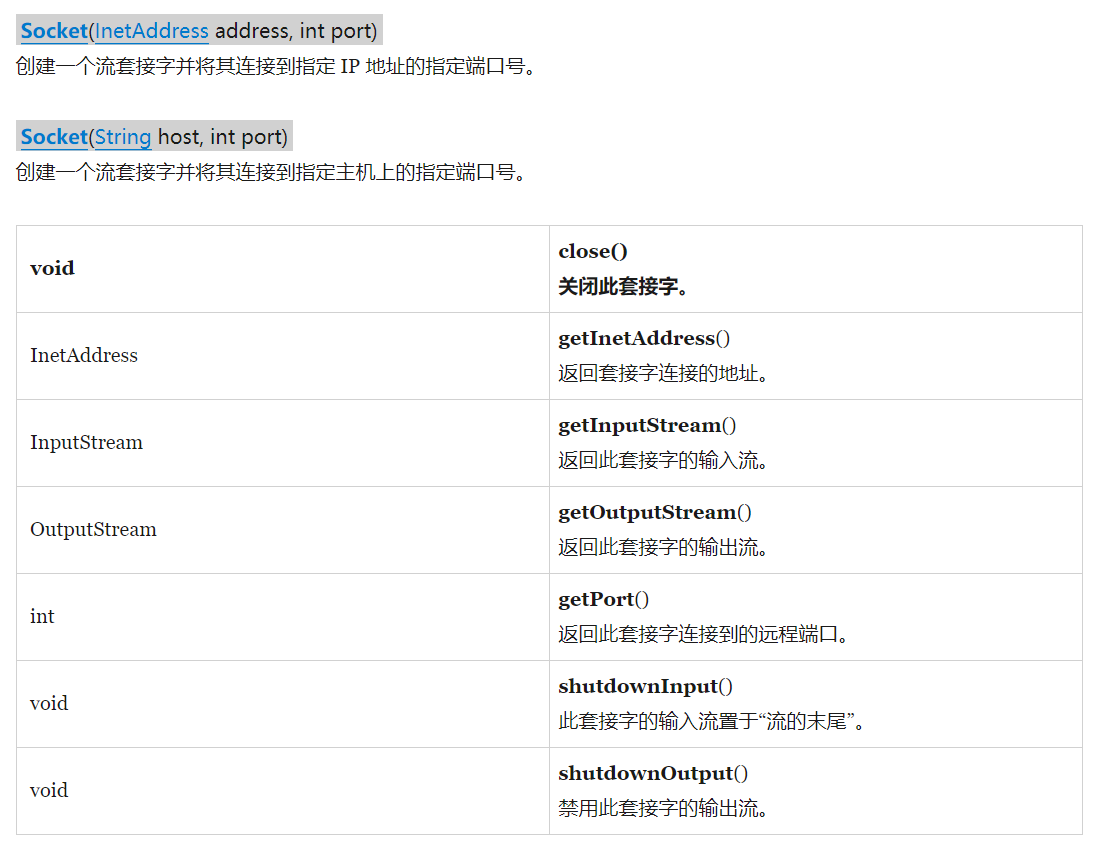 Socket(InetAddress address, int port)
创建一个流套接字并将其连接到指定 IP 地址的指定端口号。
Socket(String host, int port)
创建一个流套接字并将其连接到指定主机上的指定端口号。
void
close()
关闭此套接字。
InetAddress
getInetAddress()
返回套接字连接的地址。
InputStream
getInputStream()
返回此套接字的输入流。
OutputStream
getOutputStream()
返回此套接字的输出流。
int
getPort()
返回此套接字连接到的远程端口。
void
shutdownInput()
此套接字的输入流置于“流的末尾”。
void
shutdownOutput()
禁用此套接字的输出流。